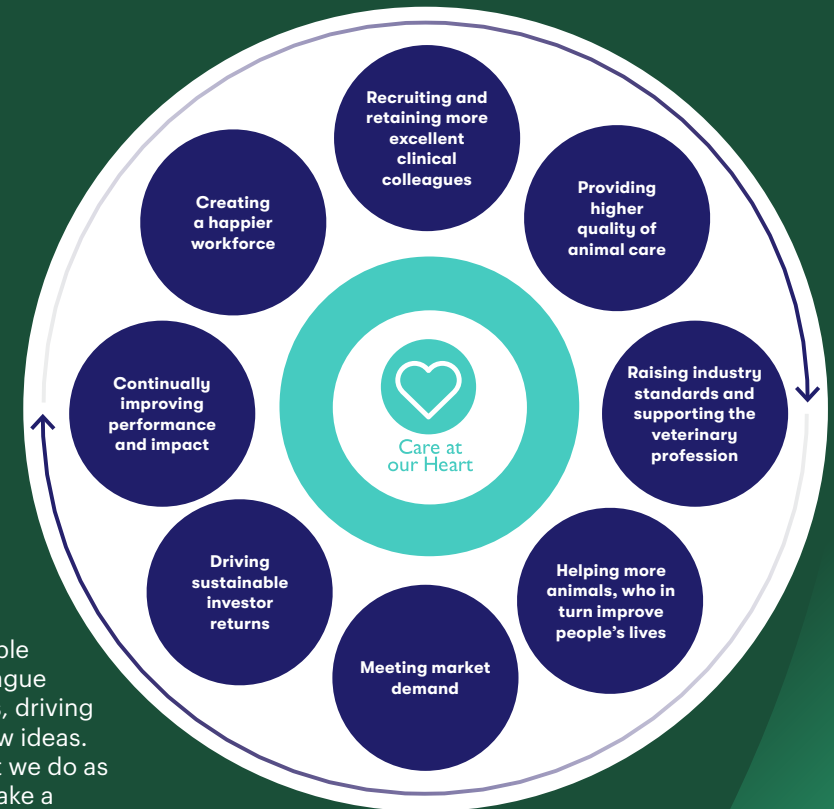 Recruiting and
retaining more
excellent
clinical
colleagues
Providing
higher
quality of
animal care
Raising industry
standards and
supporting the
veterinary
profession
Helping more
animals, who in
turn improve
people's lives
Meeting market
demand
Driving
sustainable
investor
returns
Continually
improving
performance
and impact
Creating
a happier
workforce
Care at
our Heart
ple
gue
s, driving
w ideas.
t we do as
ake a